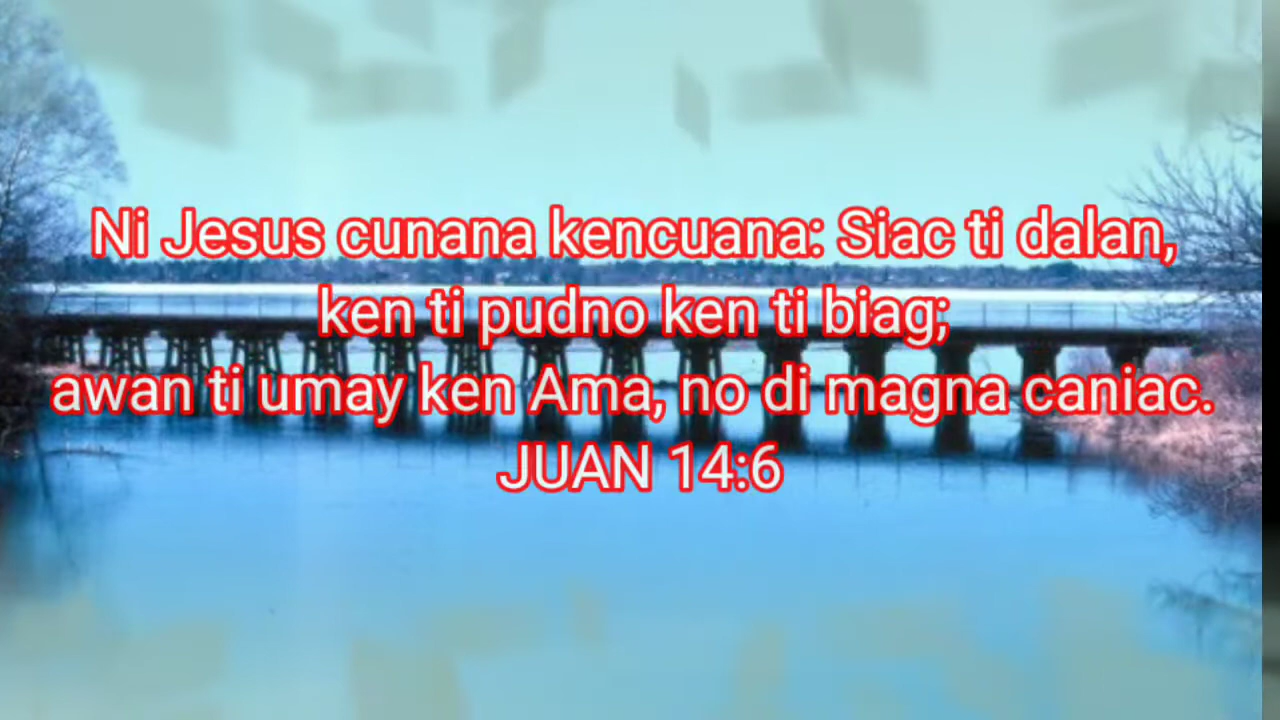 Ni Jesus cunana kencuana: Siac ti dalan,
ken ti pudno ken ti biag;
awan ti umay ken Ama, no di magna caniac.
JUAN 14:6